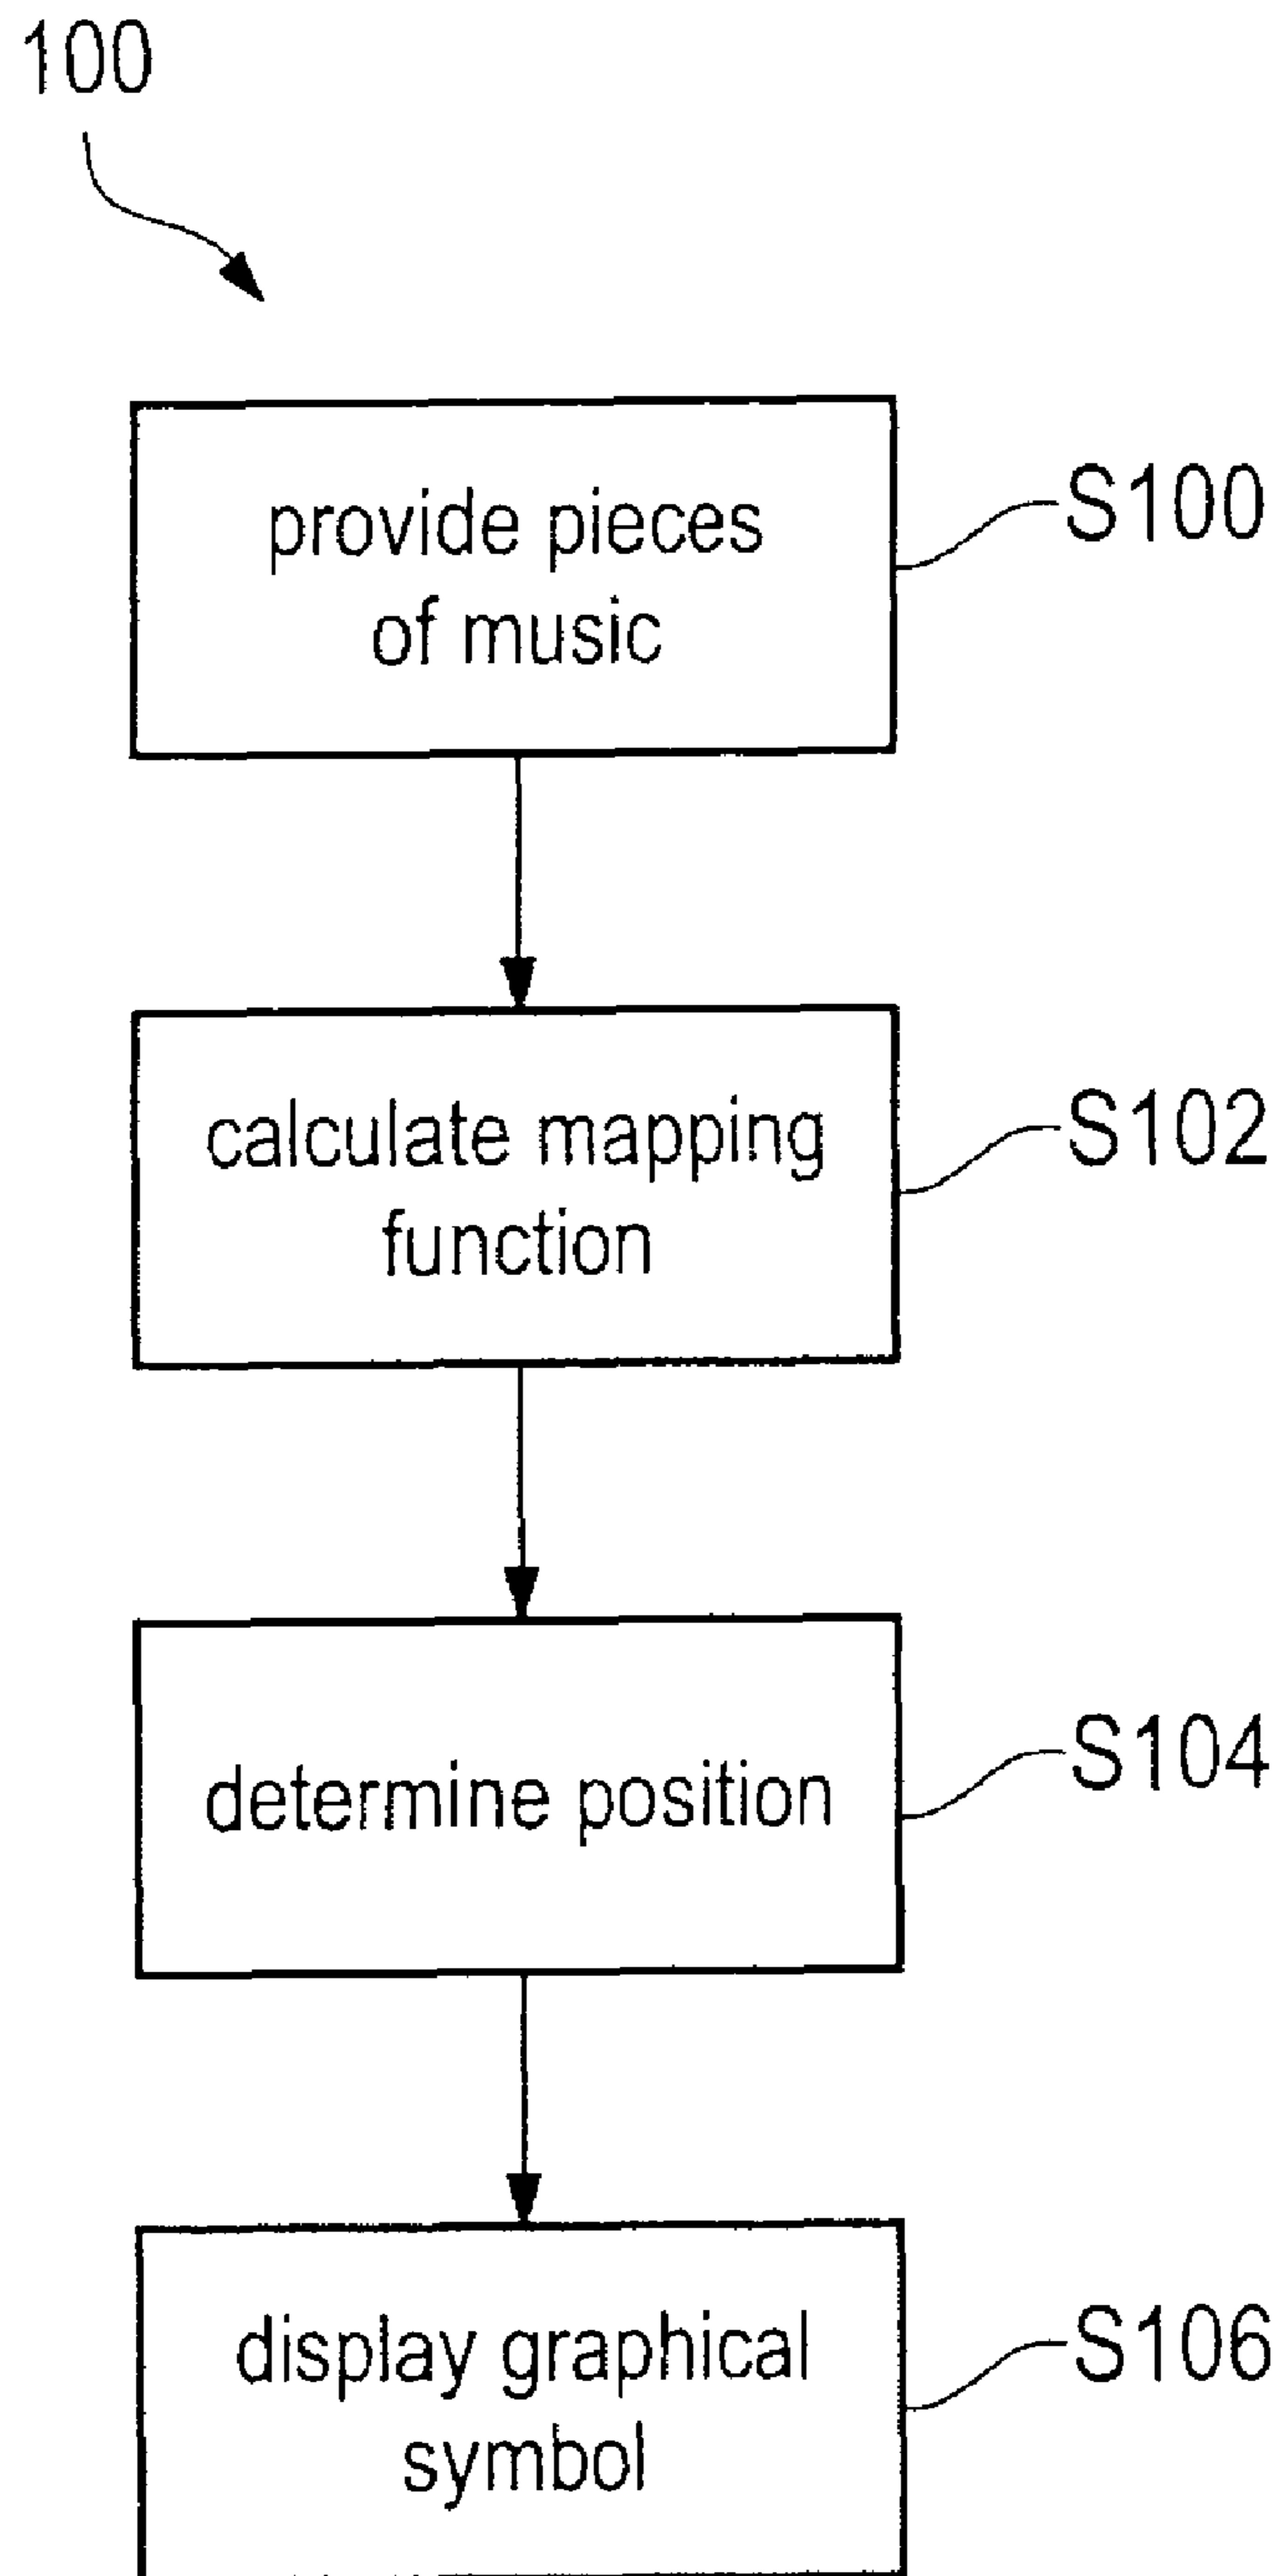 100
provide pieces
of music
S100
calculate mapping
function
S102
determine position
S104
display graphical
symbol
S106